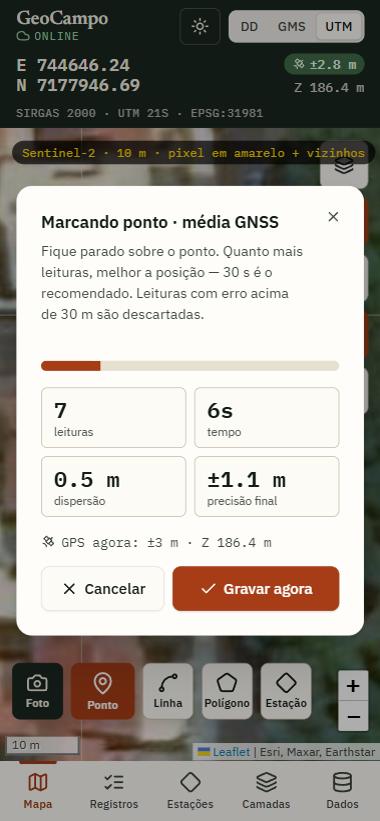 GeoCampo
ONLINE
DD GMS UTM
E 744646.24
N 7177946.69
±2.8 m
Z 186.4 m
SIRGAS 2000 · UTM 21S · EPSG:31981
Sentinel-2 · 10 m · pixel em amarelo + vizinhos
Marcando ponto · média GNSS
Fique parado sobre o ponto. Quanto mais
leituras, melhor a posição — 30 s é o
recomendado. Leituras com erro acima
de 30 m são descartadas.
7
leituras
6s
tempo
0.5 m
dispersão
±1.1 m
precisão final
GPS agora: ±3 m · Z 186.4 m
Cancelar
Gravar agora
Foto
Ponto
Linha
Polígono
Estação
+
−
10 m
Leaflet | Esri, Maxar, Earthstar
Mapa
Registros
Estações
Camadas
Dados